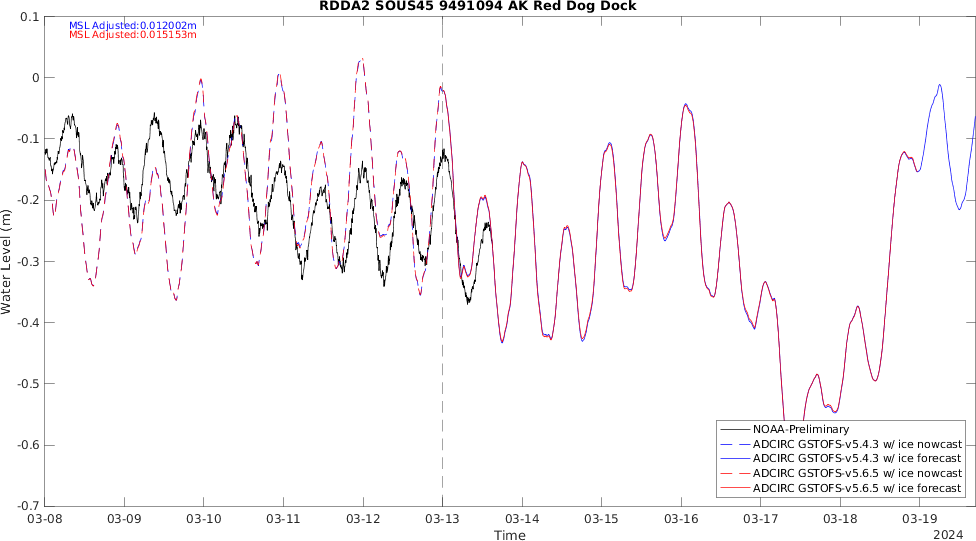 RDDA2 SOUS45 9491094 AK Red Dog Dock
MSL Adjusted:0.012002m
MSL Adjusted:0.015153m
0.1
0
-0.1
-0.2
-0.3
-0.4
-0.5
-0.6
-0.7
Water Level (m)
NOAA-Preliminary
ADCIRC GSTOFS-v5.4.3 w/ ice nowcast
ADCIRC GSTOFS-v5.4.3 w/ ice forecast
ADCIRC GSTOFS-v5.6.5 w/ ice nowcast
ADCIRC GSTOFS-v5.6.5 w/ ice forecast
03-08 03-09 03-10 03-11 03-12 03-13 03-14 03-15 03-16 03-17 03-18 03-19
Time
2024